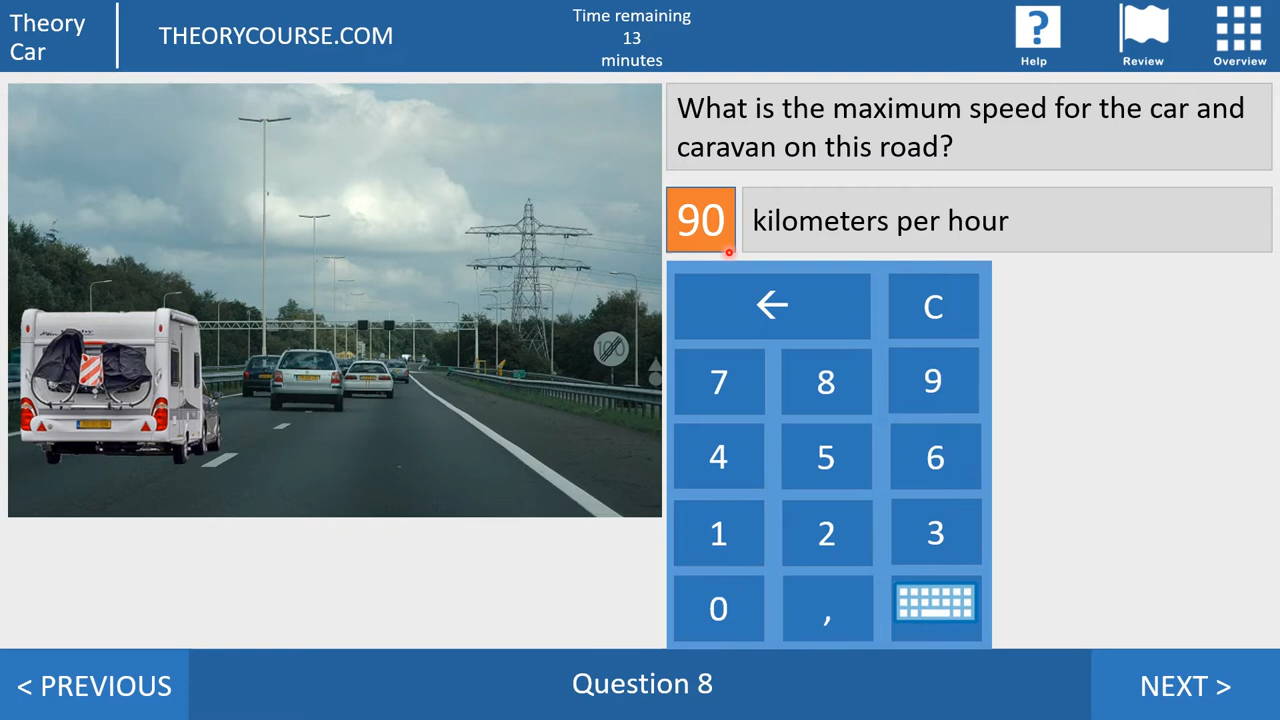 Theory
Car
THEORYCOURSE.COM
Time remaining
13
minutes
Help
Review
Overview
What is the maximum speed for the car and
caravan on this road?
90
kilometers per hour
100
C
7
8
9
4
5
6
1
2
3
0
,
< PREVIOUS
Question 8
NEXT >